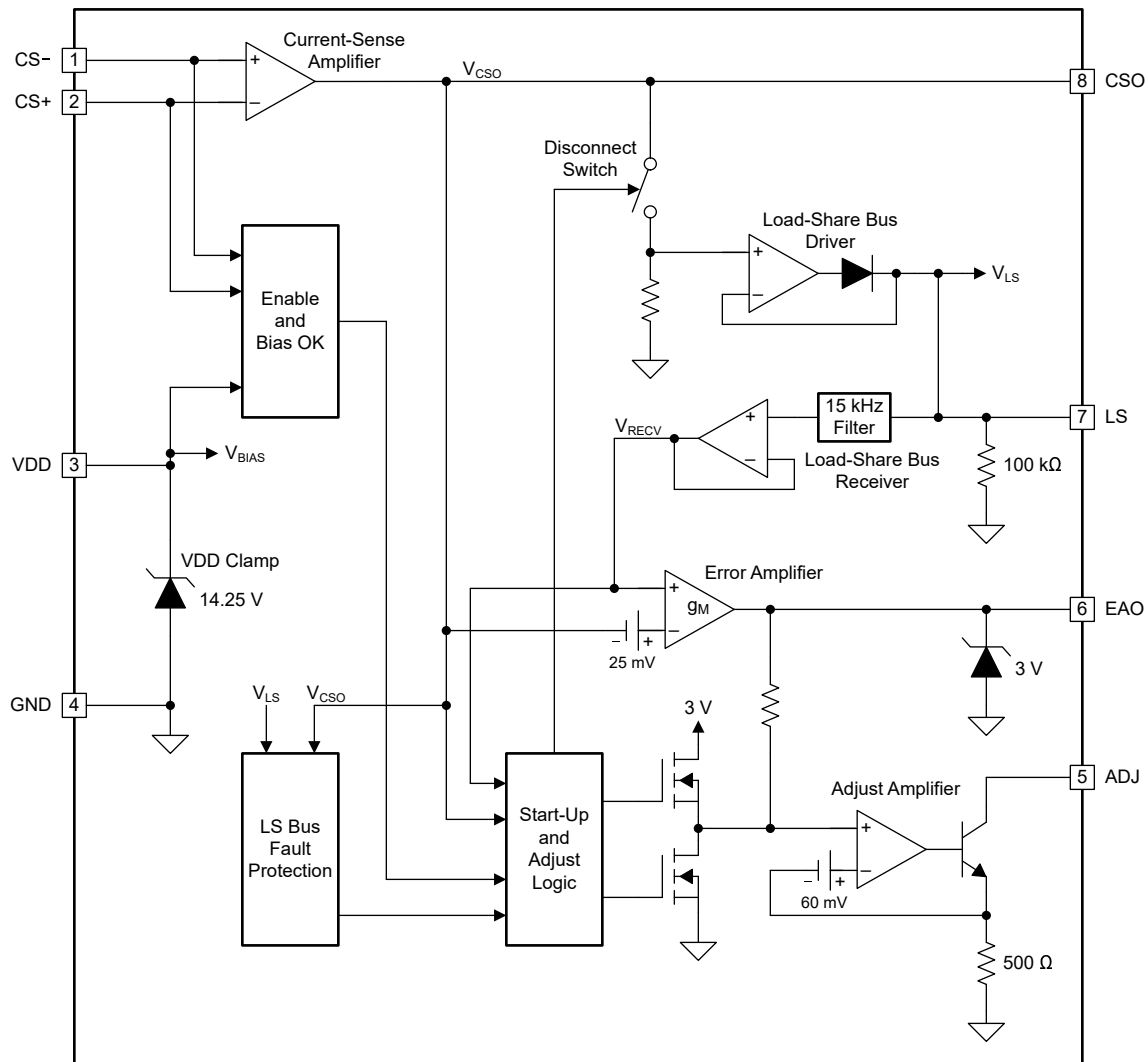 CS−
1
+
Current-Sense
Amplifier
VCSO
8
CSO
CS+
2
−
Disconnect
Switch
Load-Share Bus
Driver
+
−
VLS
Enable
and
Bias OK
15 kHz
Filter
7
LS
+
−
VRECV
Load-Share Bus
Receiver
100 kΩ
VDD
3
VBIAS
VDD Clamp
14.25 V
Error Amplifier
+
gM
−
− +
25 mV
6
EAO
3 V
GND
4
VLS
VCSO
3 V
5
ADJ
Adjust Amplifier
LS Bus
Fault
Protection
Start-Up
and
Adjust
Logic
+
−
− +
60 mV
500 Ω